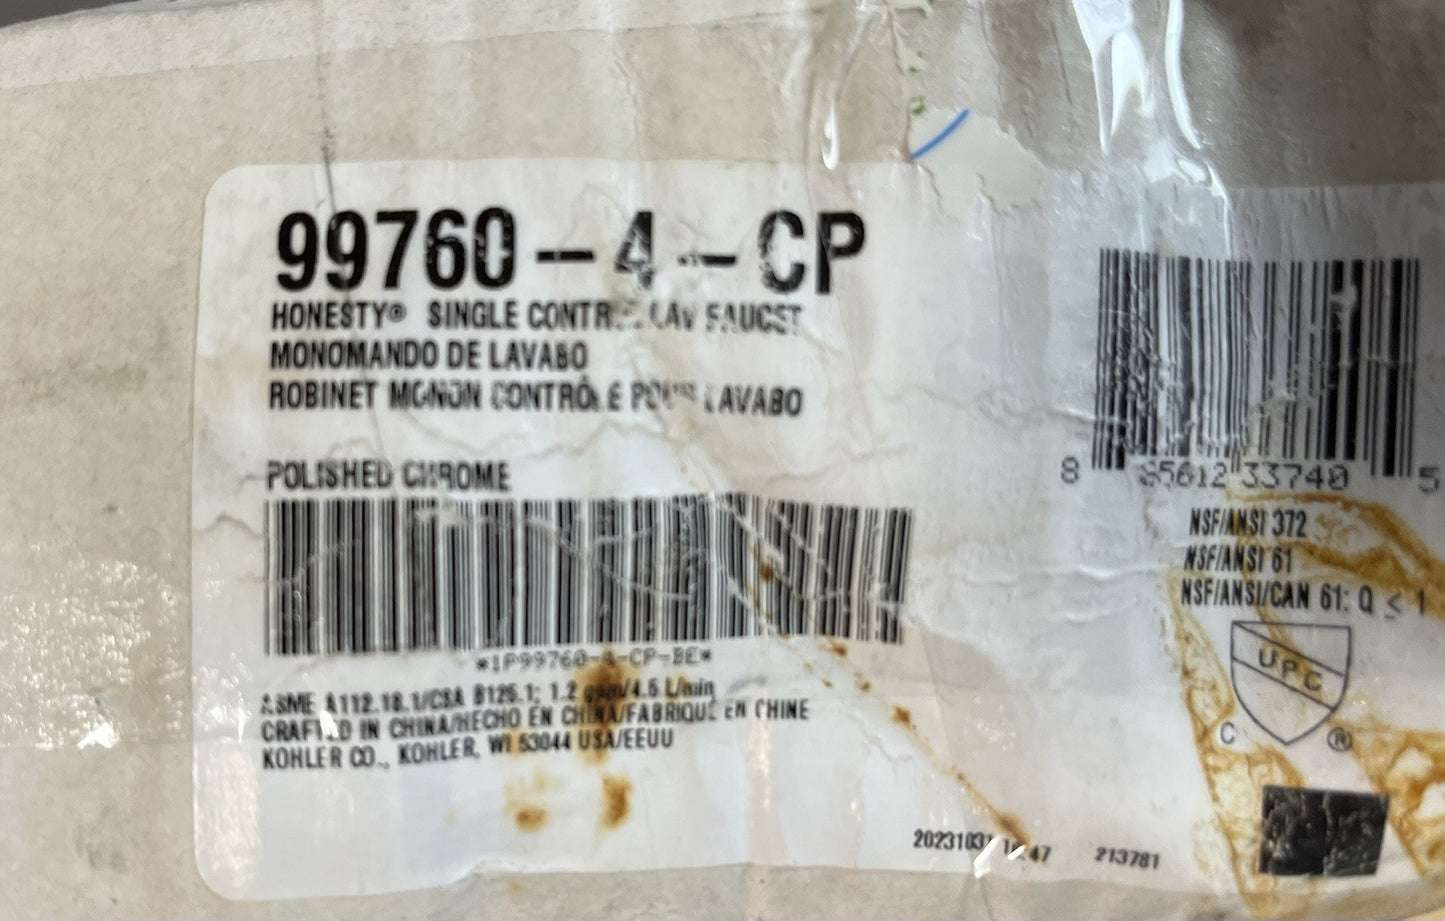 99760-4-CP
HONESTY® SINGLE LAV FAUCET
MONOMANDO DE LAVABO
ROBINET MONON CONTRÔLE POUR LAVABO
POLISHED CHROME
*1P99760-4-CP-BE*
ASME A112.18.1/CSA B125.1; 1.2 gpm/4.5 L/min
CRAFTED IN CHINA/HECHO EN CHINA/FABRIQUÉ EN CHINE
KOHLER CO., KOHLER, WI 53044 USA/EEUU
8 85612 33740 5
NSF/ANSI 372
NSF/ANSI 61
NSF/ANSI/CAN 61: Q ≤ 1
UPC
C ®
20231031
213781